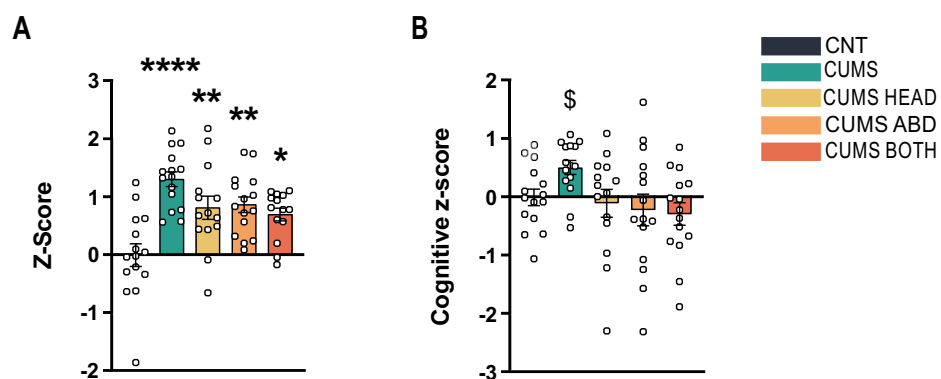 A
Z-Score
3
2
1
0
-1
-2
****
**
**
*
B
Cognitive z-score
2
1
0
-1
-2
-3
$
CNT
CUMS
CUMS HEAD
CUMS ABD
CUMS BOTH